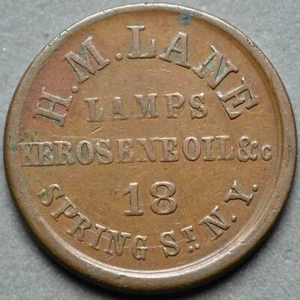 H.M.LANE
LAMPS
KEROSENE OIL &c
18
SPRING ST. N.Y.